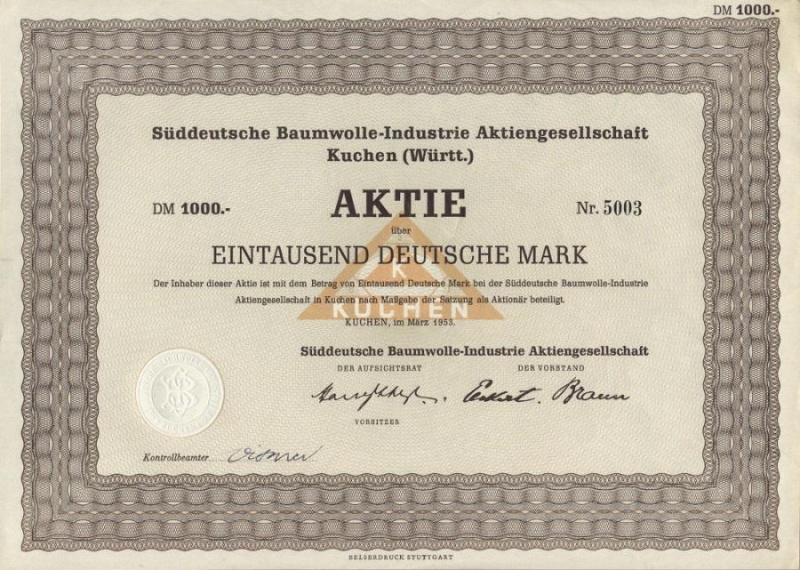 DM 1000.-
Süddeutsche Baumwolle-Industrie Aktiengesellschaft
Kuchen (Württ.)
DM 1000.- AKTIE Nr. 5003
über
EINTAUSEND DEUTSCHE MARK
Der Inhaber dieser Aktie ist mit dem Betrag von Eintausend Deutsche Mark bei der Süddeutsche Baumwolle-Industrie
Aktiengesellschaft in Kuchen nach Maßgabe der Satzung als Aktionär beteiligt.
K
KUCHEN
KUCHEN, im März 1953.
Süddeutsche Baumwolle-Industrie Aktiengesellschaft
DER AUFSICHTSRAT DER VORSTAND
Eckert. Braun
VORSITZER
Kontrollbeamter
BELSERDRUCK STUTTGART